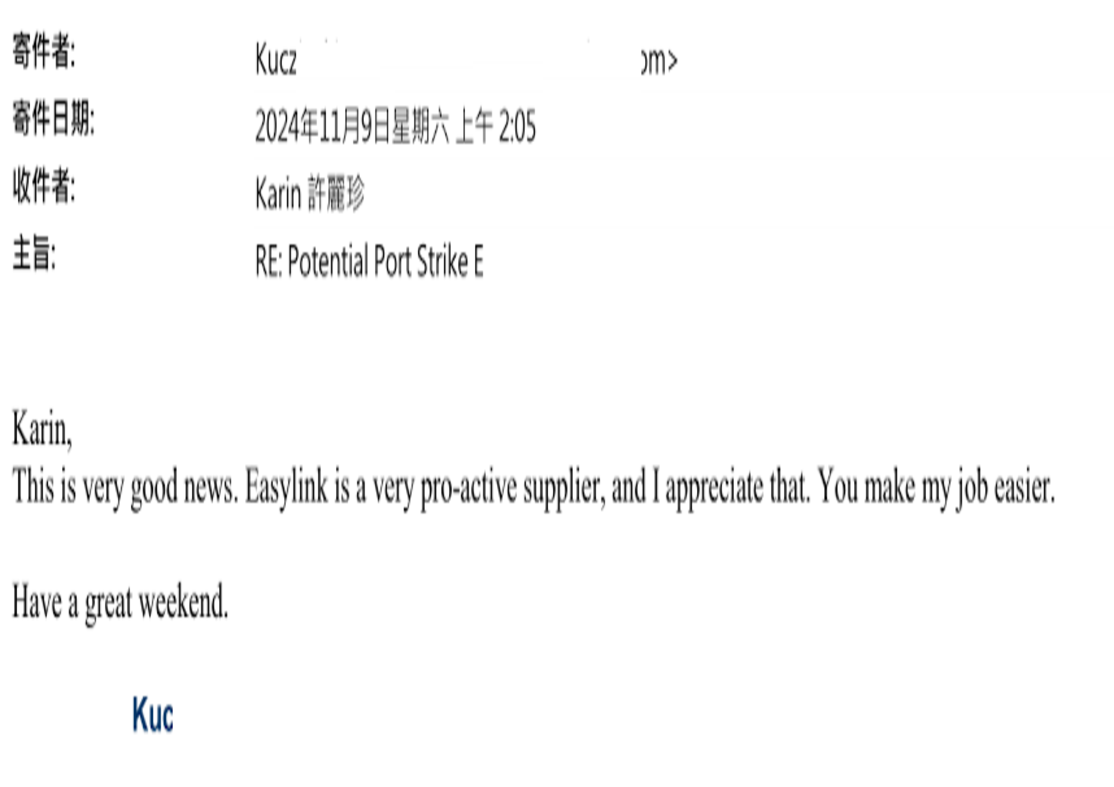 寄件者: Kucz om>
寄件日期: 2024年11月9日星期六 上午 2:05
收件者: Karin 許麗珍
主旨: RE: Potential Port Strike E
Karin,
This is very good news. Easylink is a very pro-active supplier, and I appreciate that. You make my job easier.
Have a great weekend.
Kuc